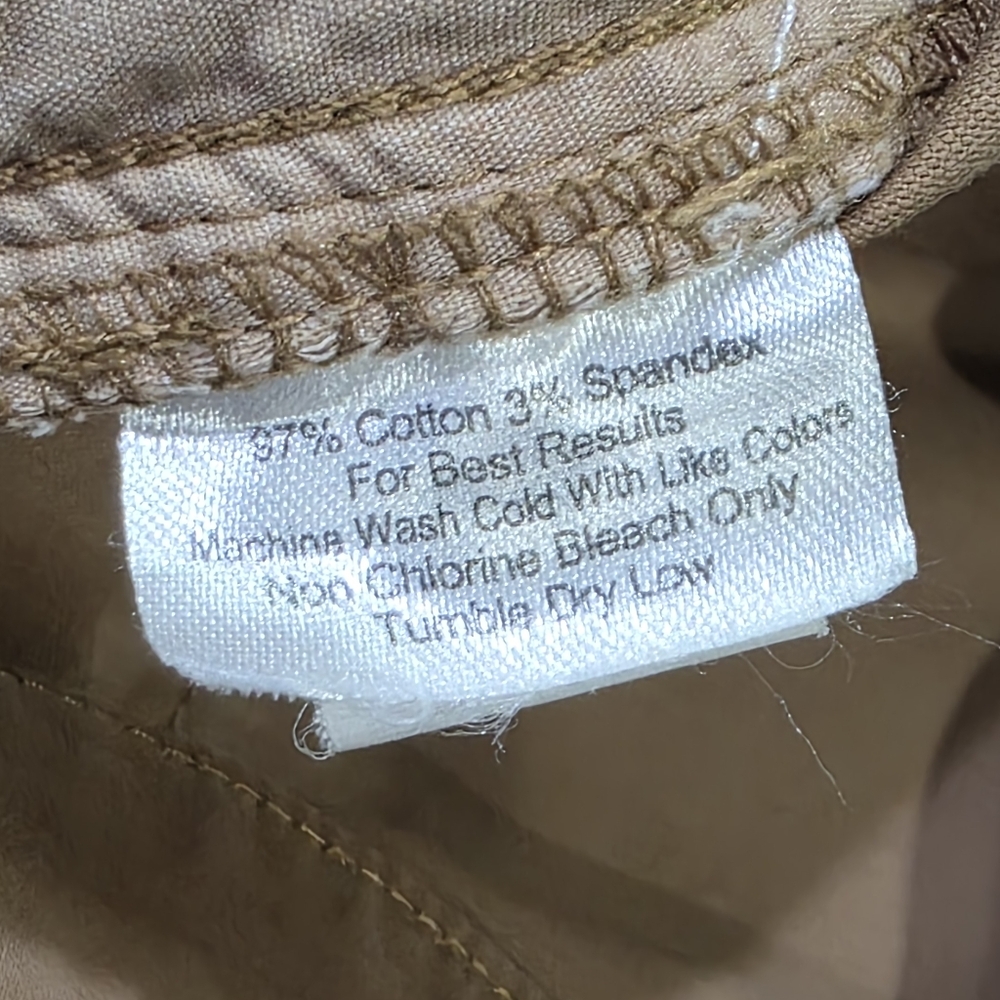 97% Cotton 3% Spandex
For Best Results
Machine Wash Cold With Like Colors
Non Chlorine Bleach Only
Tumble Dry Low